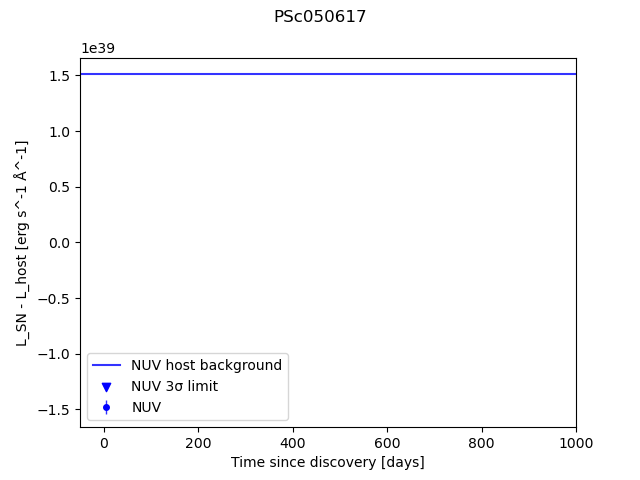 PSc050617
1e39
1.5
1.0
0.5
0.0
−0.5
−1.0
−1.5
L_SN - L_host [erg s^-1 Å^-1]
NUV host background
NUV 3σ limit
NUV
0 200 400 600 800 1000
Time since discovery [days]